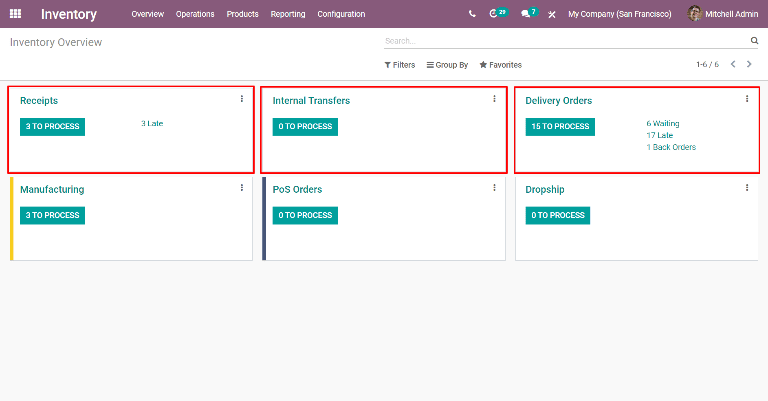 Inventory Overview Operations Products Reporting Configuration 29 7 My Company (San Francisco) Mitchell Admin
Inventory Overview Search...
Filters Group By Favorites 1-6 / 6
Receipts
3 TO PROCESS 3 Late
Internal Transfers
0 TO PROCESS
Delivery Orders
15 TO PROCESS 6 Waiting
17 Late
1 Back Orders
Manufacturing
3 TO PROCESS
PoS Orders
0 TO PROCESS
Dropship
0 TO PROCESS